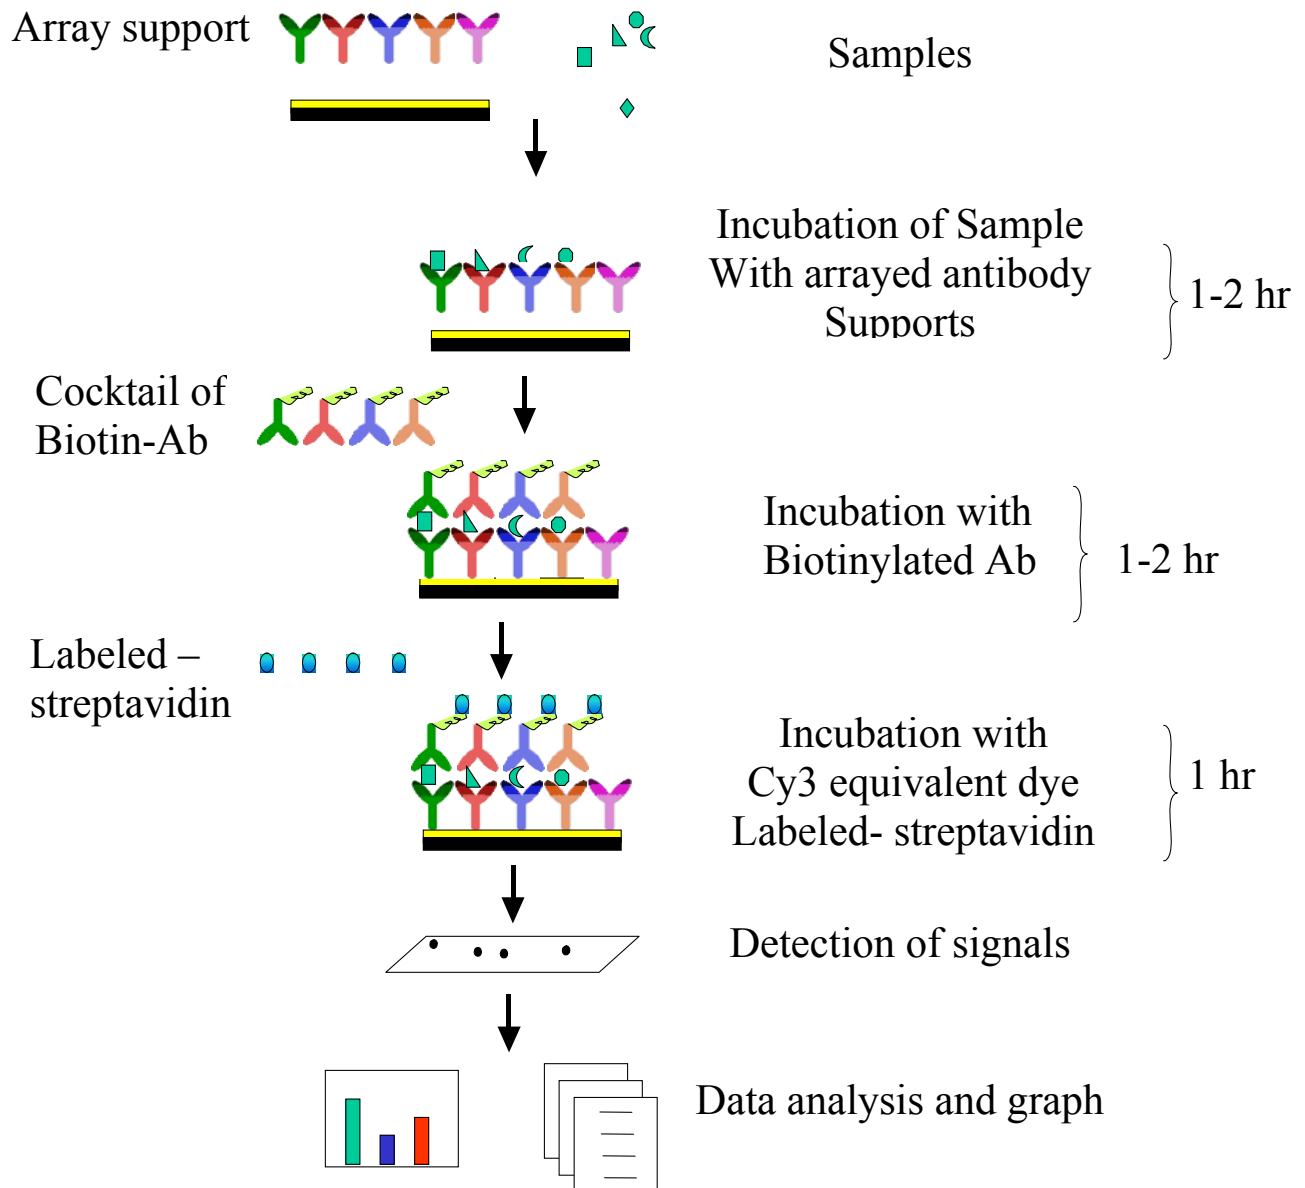 Array support
Samples
Incubation of Sample
With arrayed antibody
Supports
1-2 hr
Cocktail of
Biotin-Ab
Incubation with
Biotinylated Ab
1-2 hr
Labeled –
streptavidin
Incubation with
Cy3 equivalent dye
Labeled- streptavidin
1 hr
Detection of signals
Data analysis and graph